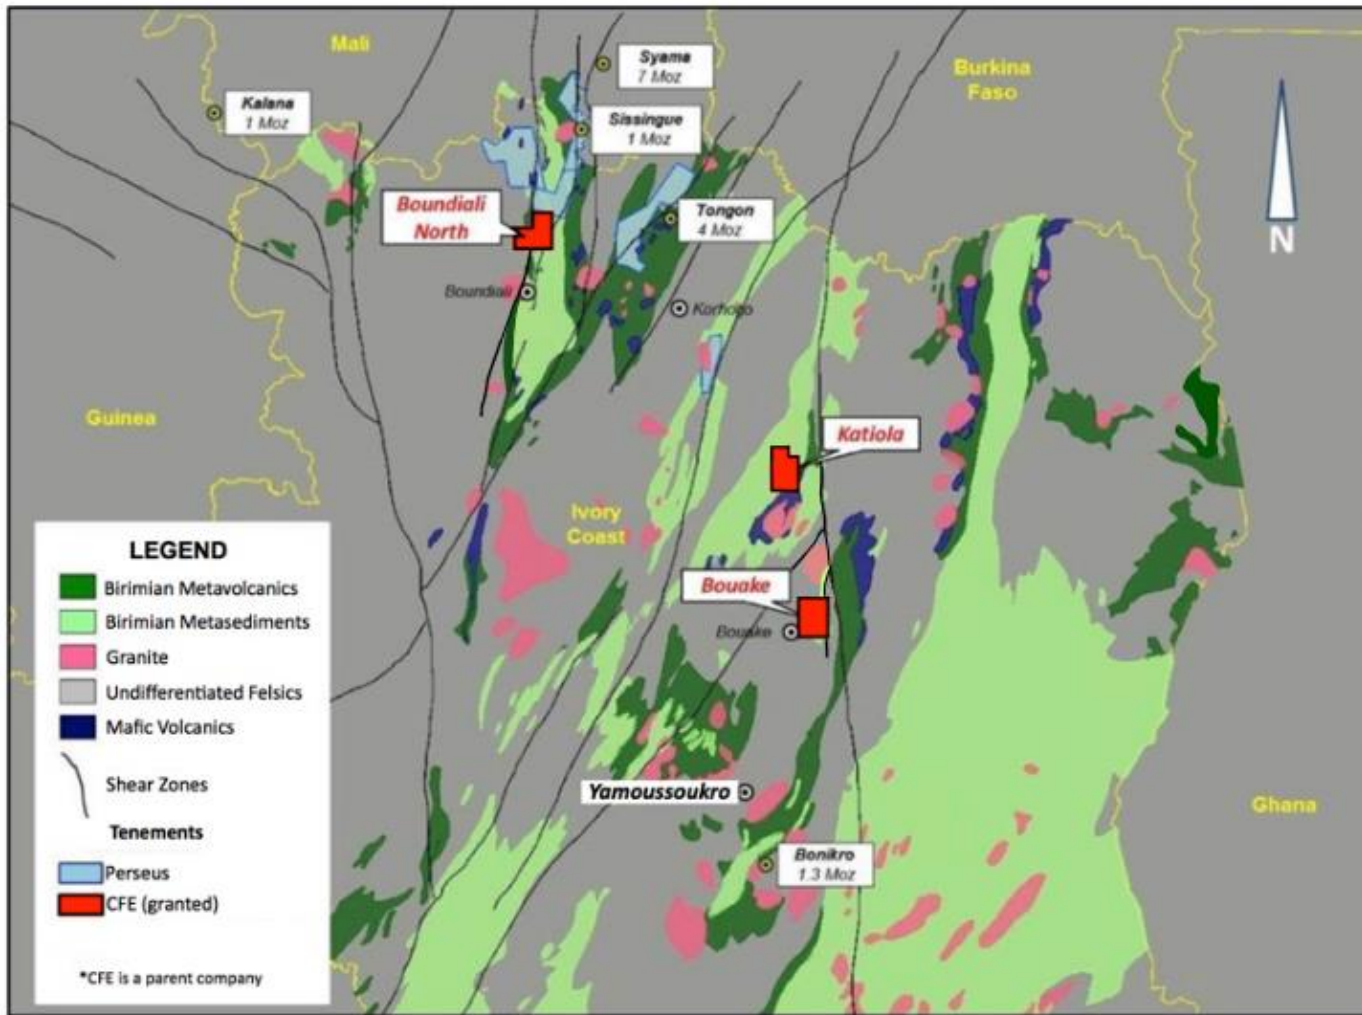 Mali
Syama
7 Moz
Burkina
Faso
Kalana
1 Moz
Sissingue
1 Moz
Boundiali
North
Tongon
4 Moz
N
Boundiali
Korhogo
Guinea
Katiola
Ivory
Coast
Bouake
Bouake
LEGEND
Birimian Metavolcanics
Birimian Metasediments
Granite
Undifferentiated Felsics
Mafic Volcanics
Shear Zones
Tenements
Perseus
CFE (granted)
*CFE is a parent company
Yamoussoukro
Ghana
Bonikro
1.3 Moz